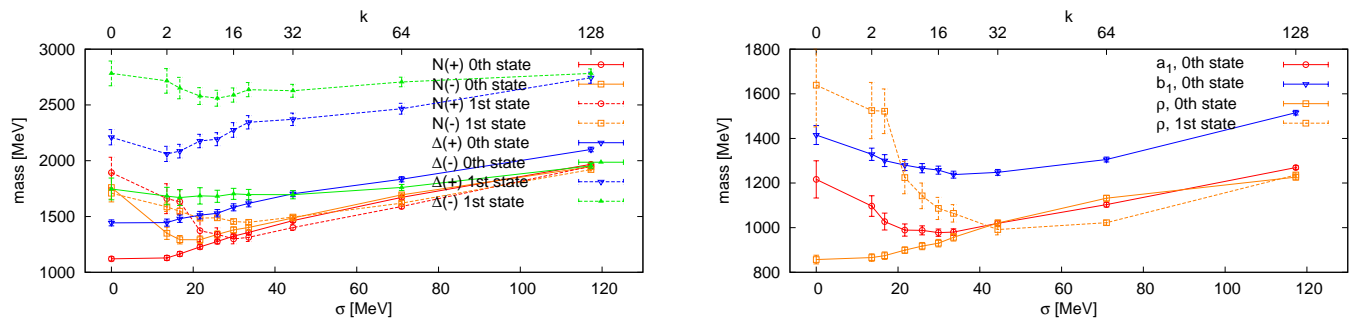 k
0 2 16 32 64 128
3000
2500
2000
1500
1000
mass [MeV]
N(+) 0th state
N(-) 0th state
N(+) 1st state
N(-) 1st state
Δ(+) 0th state
Δ(-) 0th state
Δ(+) 1st state
Δ(-) 1st state
0 20 40 60 80 100 120
σ [MeV]
k
0 2 8 16 32 64 128
1800
1600
1400
1200
1000
800
mass [MeV]
a₁, 0th state
b₁, 0th state
ρ, 0th state
ρ, 1st state
0 20 40 60 80 100 120
σ [MeV]